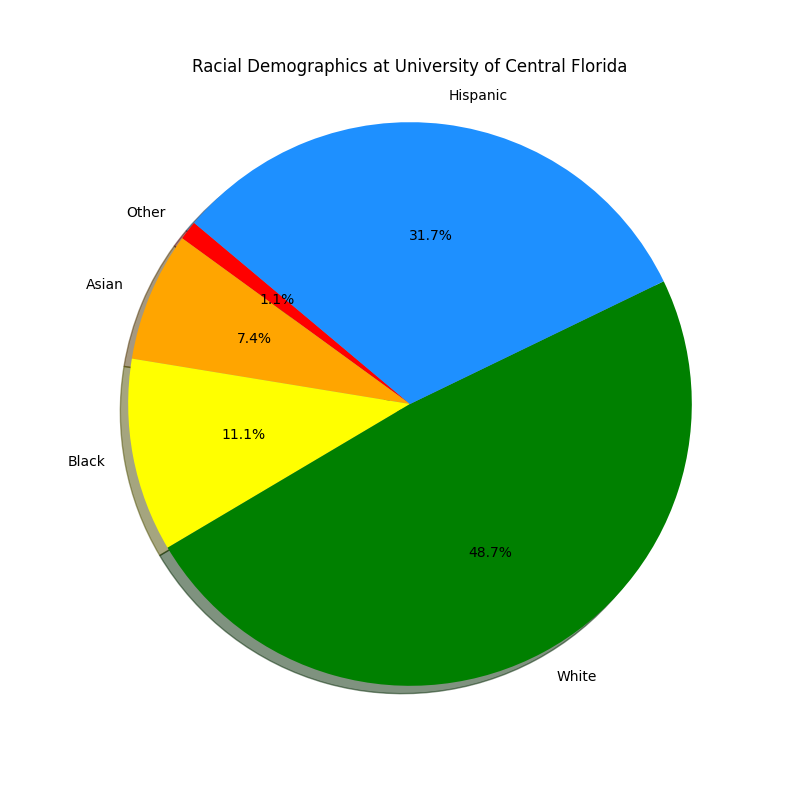 Racial Demographics at University of Central Florida
Hispanic
31.7%
Other
1.1%
Asian
7.4%
Black
11.1%
48.7%
White